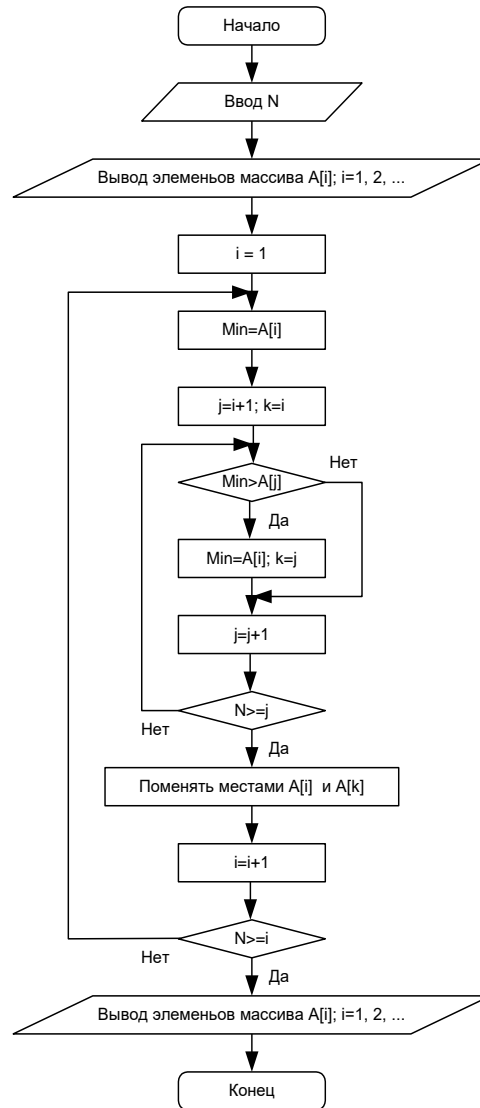 Начало
Ввод N
Вывод элеменьов массива A[i]; i=1, 2, ...
i = 1
Min=A[i]
j=i+1; k=i
Нет
Min>A[j]
Да
Min=A[i]; k=j
j=j+1
N>=j
Нет
Да
Поменять местами A[i] и A[k]
i=i+1
N>=i
Нет
Да
Вывод элеменьов массива A[i]; i=1, 2, ...
Конец